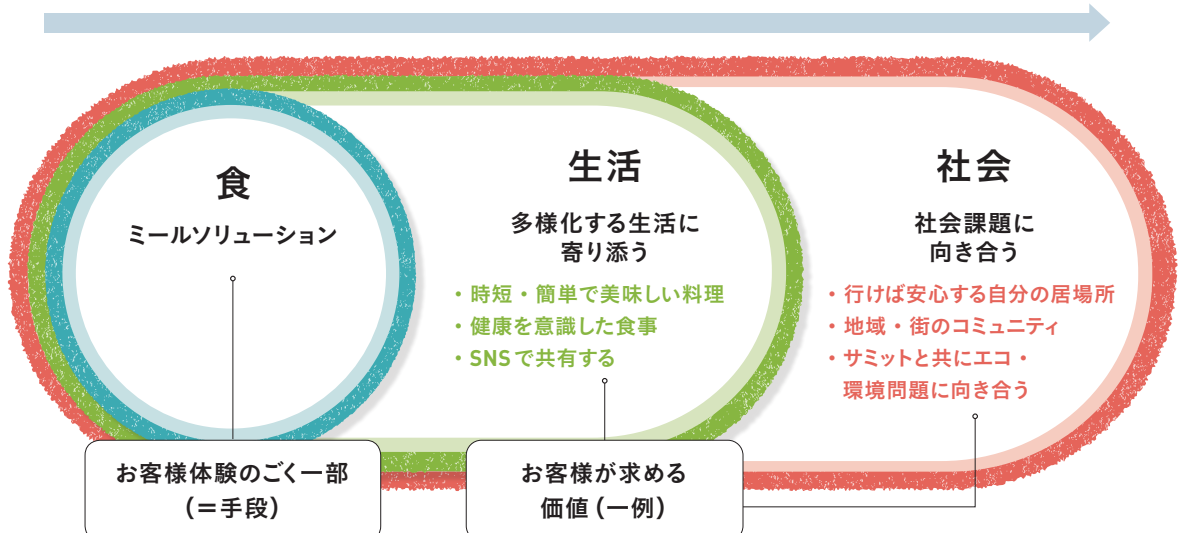 食
ミールソリューション
生活
多様化する生活に
寄り添う
・時短・簡単で美味しい料理
・健康を意識した食事
・SNSで共有する
社会
社会課題に
向き合う
・行けば安心する自分の居場所
・地域・街のコミュニティ
・サミットと共にエコ・
環境問題に向き合う
お客様体験のごく一部
(=手段)
お客様が求める
価値(一例)